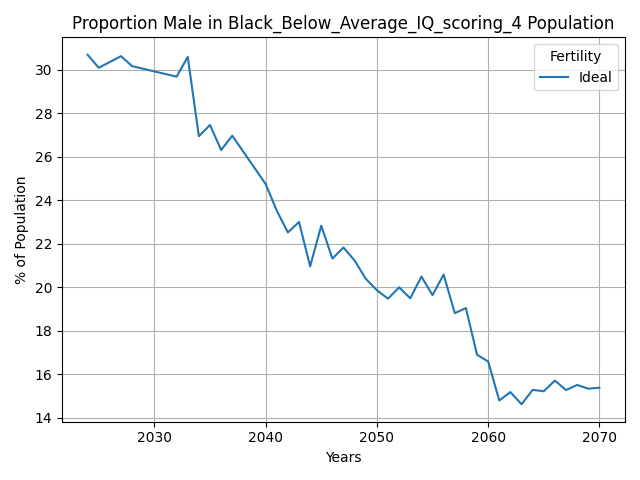 Proportion Male in Black_Below_Average_IQ_scoring_4 Population
Fertility
Ideal
30
28
26
24
22
20
18
16
14
% of Population
2030
2040
2050
2060
2070
Years